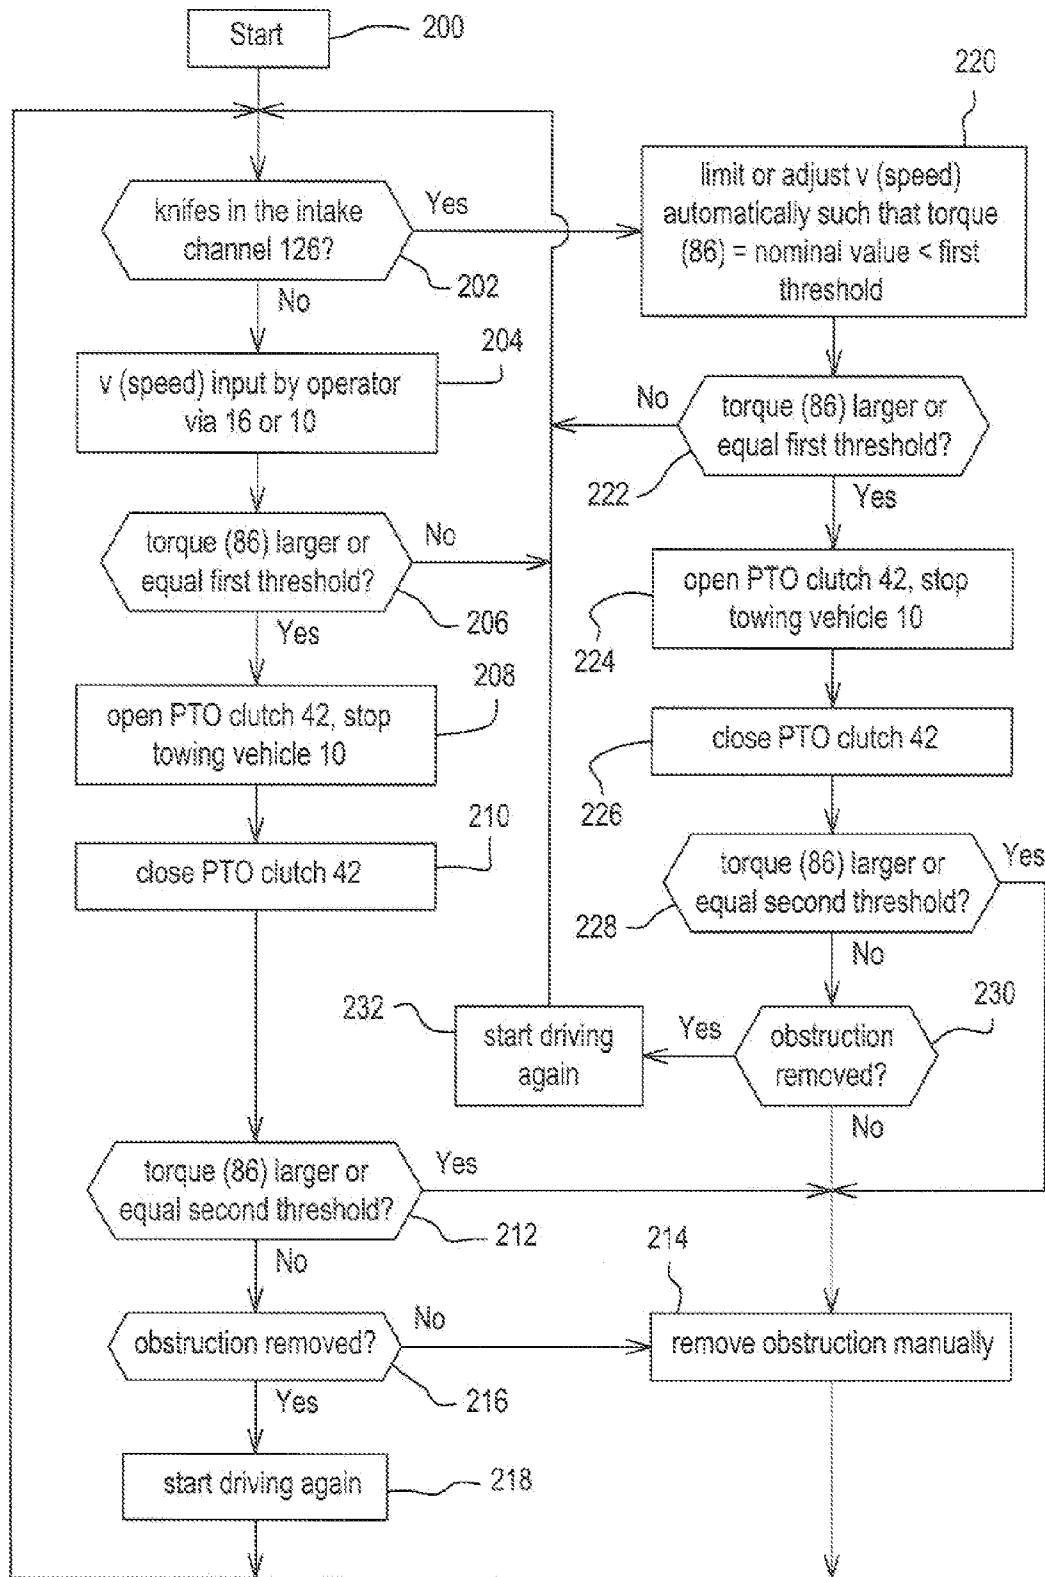 Start
200
knifes in the intake
channel 126?
Yes
202
No
204
v (speed) input by operator
via 16 or 10
torque (86) larger or
equal first threshold?
No
206
Yes
208
open PTO clutch 42, stop
towing vehicle 10
210
close PTO clutch 42
torque (86) larger or
equal second threshold?
Yes
212
No
obstruction removed?
No
216
Yes
start driving again
218
220
limit or adjust v (speed)
automatically such that torque
(86) = nominal value < first
threshold
No
torque (86) larger or
equal first threshold?
222
Yes
open PTO clutch 42, stop
towing vehicle 10
224
close PTO clutch 42
226
torque (86) larger or
equal second threshold?
Yes
228
No
230
obstruction
removed?
Yes
232
start driving
again
No
214
remove obstruction manually